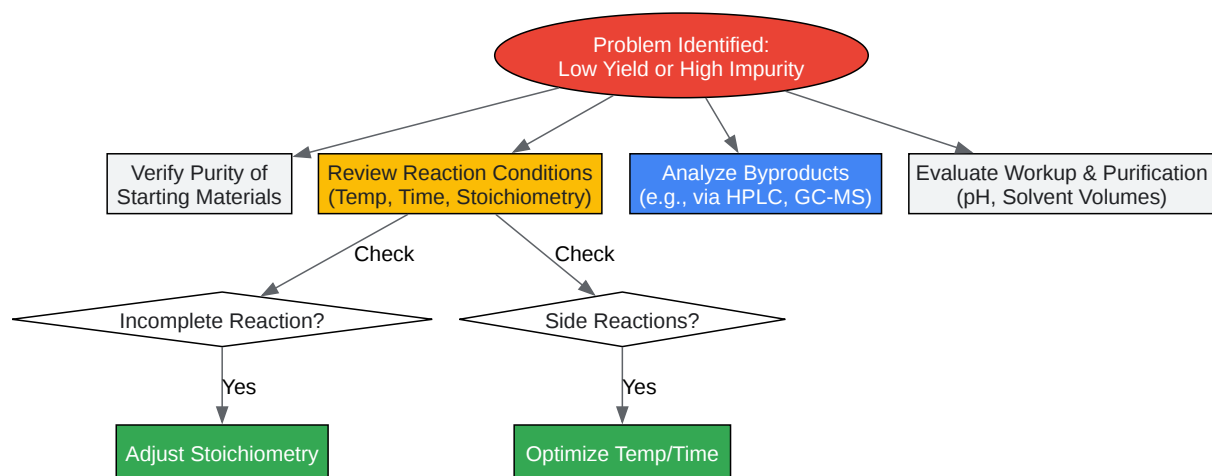 Problem Identified:
Low Yield or High Impurity
Verify Purity of
Starting Materials
Review Reaction Conditions
(Temp, Time, Stoichiometry)
Analyze Byproducts
(e.g., via HPLC, GC-MS)
Evaluate Workup & Purification
(pH, Solvent Volumes)
Check
Check
Incomplete Reaction?
Side Reactions?
Yes
Yes
Adjust Stoichiometry
Optimize Temp/Time